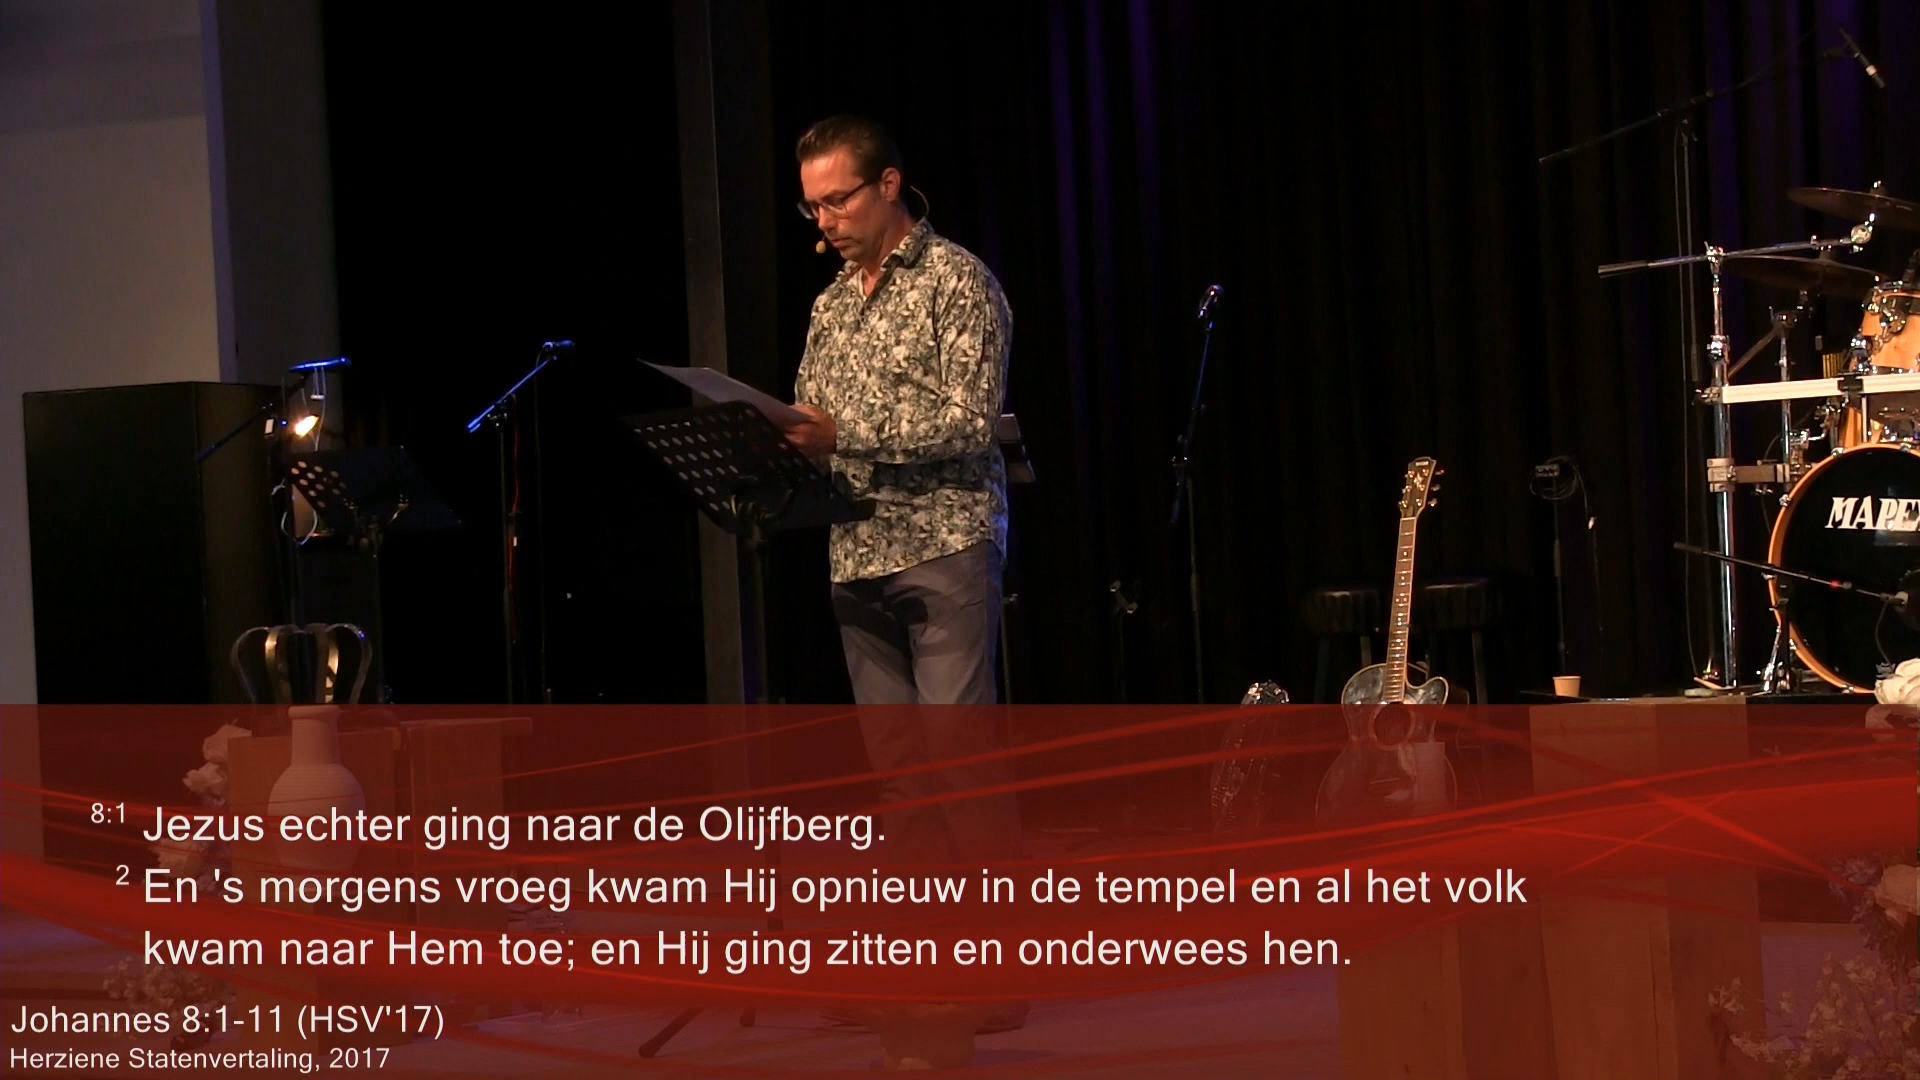 MAPE
8:1 Jezus echter ging naar de Olijfberg.
2 En 's morgens vroeg kwam Hij opnieuw in de tempel en al het volk
kwam naar Hem toe; en Hij ging zitten en onderwees hen.
Johannes 8:1-11 (HSV'17)
Herziene Statenvertaling, 2017